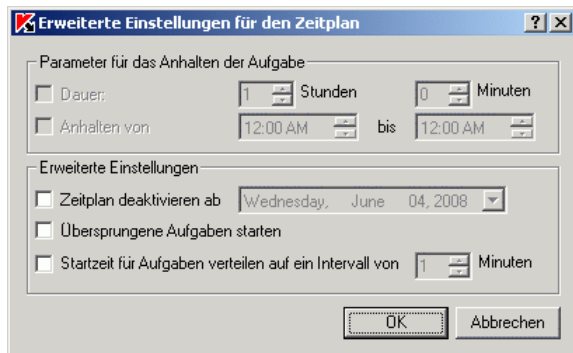 Erweiterte Einstellungen für den Zeitplan
Parameter für das Anhalten der Aufgabe
Dauer: 1 Stunden 0 Minuten
Anhalten von 12:00 AM bis 12:00 AM
Erweiterte Einstellungen
Zeitplan deaktivieren ab Wednesday, June 04, 2008
Übersprungene Aufgaben starten
Startzeit für Aufgaben verteilen auf ein Intervall von 1 Minuten
OK Abbrechen